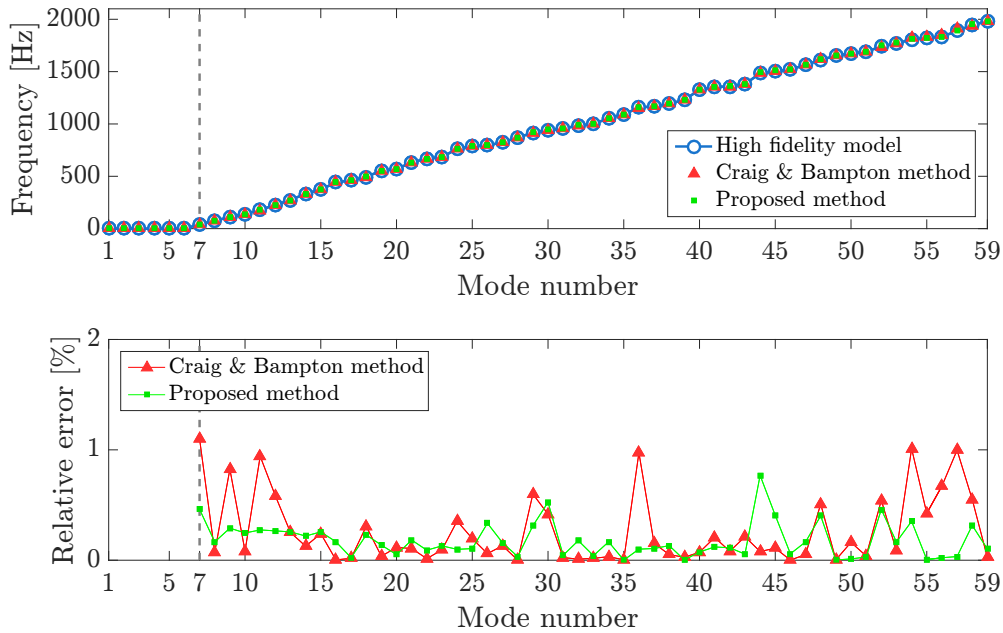 2000
1500
1000
500
0
Frequency [Hz]
High fidelity model
Craig & Bampton method
Proposed method
1 5 7 10 15 20 25 30 35 40 45 50 55 59
Mode number
2
1
0
Relative error [%]
Craig & Bampton method
Proposed method
1 5 7 10 15 20 25 30 35 40 45 50 55 59
Mode number